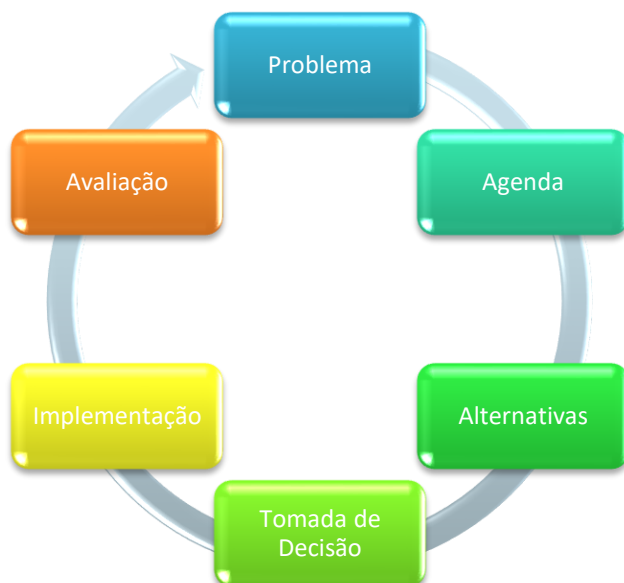 Problema
Agenda
Alternativas
Tomada de
Decisão
Implementação
Avaliação